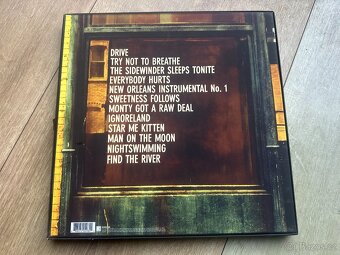 DRIVE
TRY NOT TO BREATHE
THE SIDEWINDER SLEEPS TONITE
EVERYBODY HURTS
NEW ORLEANS INSTRUMENTAL No. 1
SWEETNESS FOLLOWS
MONTY GOT A RAW DEAL
IGNORELAND
STAR ME KITTEN
MAN ON THE MOON
NIGHTSWIMMING
FIND THE RIVER